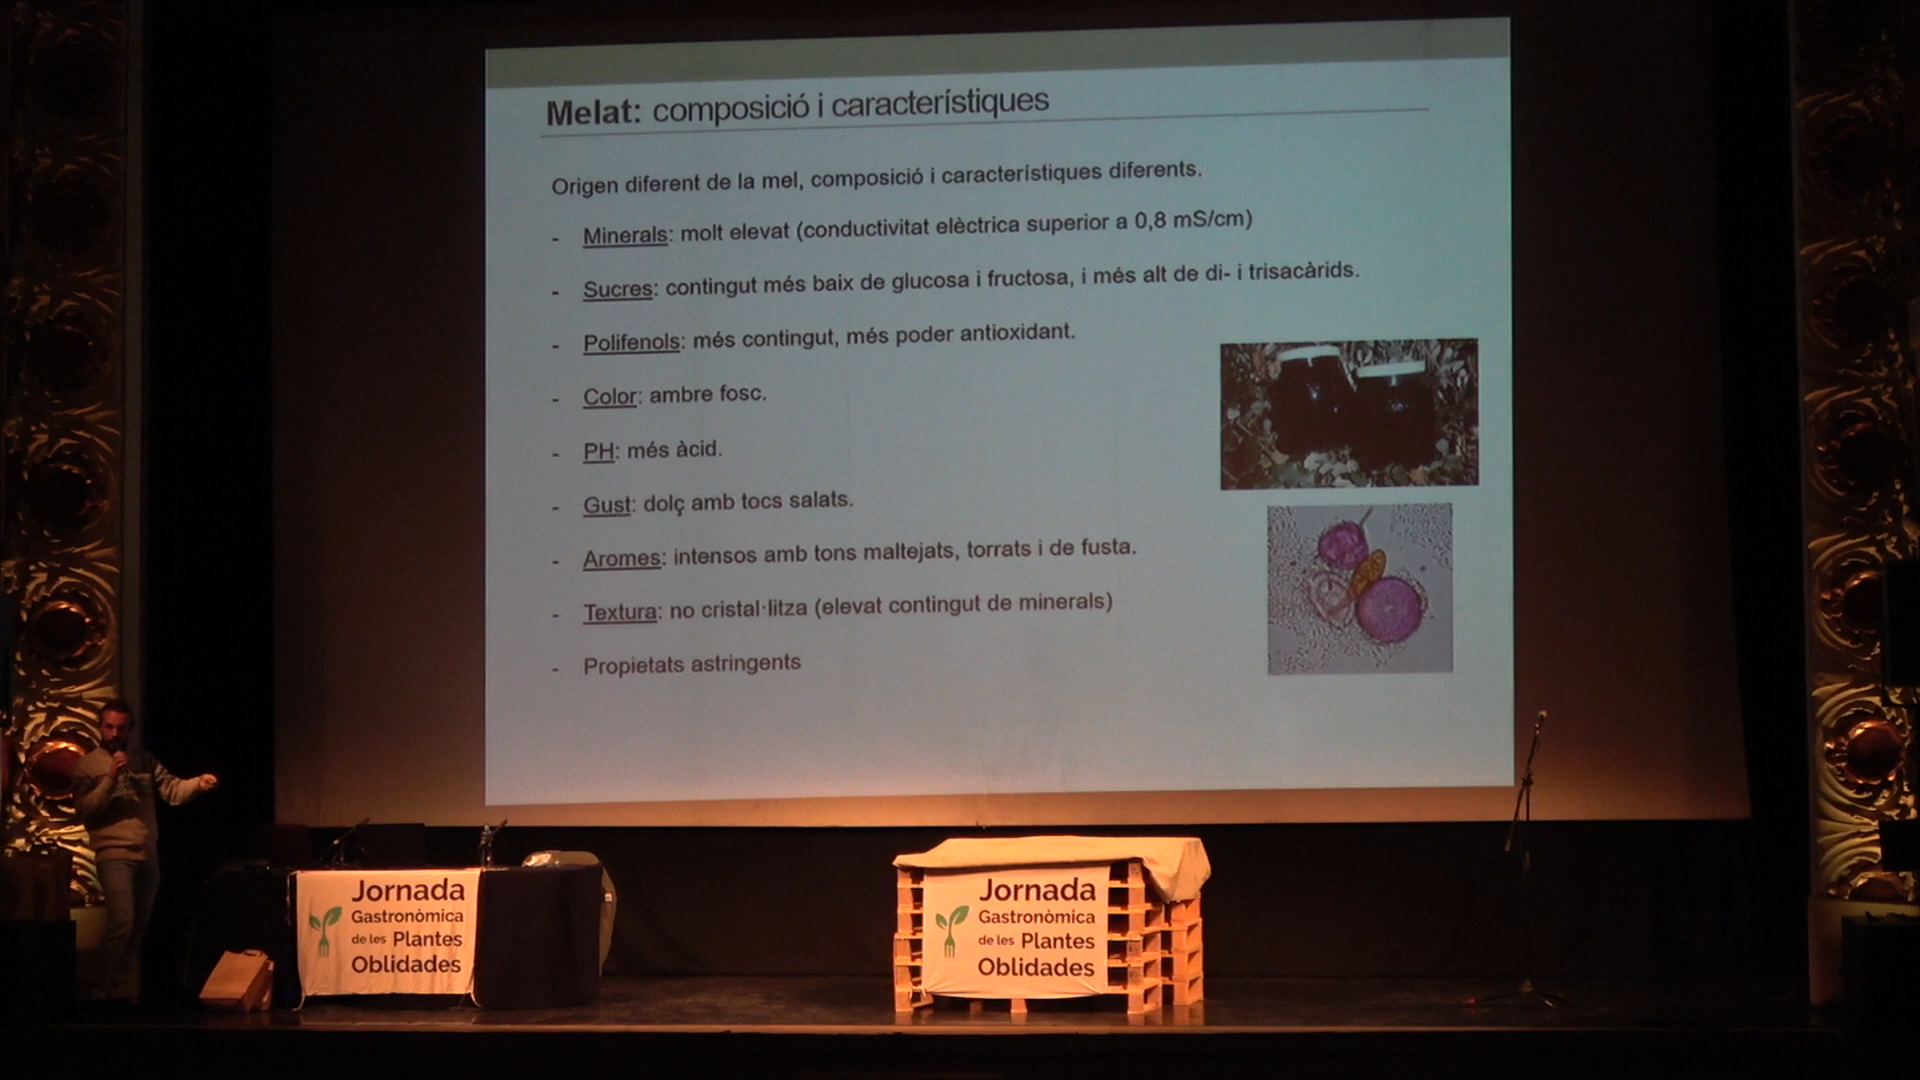 Melat: composició i característiques
Origen diferent de la mel, composició i característiques diferents.
- Minerals: molt elevat (conductivitat elèctrica superior a 0,8 mS/cm)
- Sucres: contingut més baix de glucosa i fructosa, i més alt de di- i trisacàrids.
- Polifenols: més contingut, més poder antioxidant.
- Color: ambre fosc.
- PH: més àcid.
- Gust: dolç amb tocs salats.
- Aromes: intensos amb tons maltejats, torrats i de fusta.
- Textura: no cristal·litza (elevat contingut de minerals)
- Propietats astringents
Jornada
Gastronòmica
de les Plantes
Oblidades
Jornada
Gastronòmica
de les Plantes
Oblidades